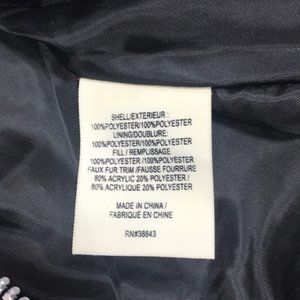 SHELL/EXTERIEUR :
100%POLYESTER/100%POLYESTER
LINING/DOUBLURE:
100%POLYESTER/100%POLYESTER
FILL / REMPLISSAGE
100%POLYESTER /100%POLYESTER
FAUX FUR TRIM /FAUSSE FOURRURE
80% ACRYLIC 20% POLYESTER /
80% ACRYLIQUE 20% POLYESTER
MADE IN CHINA /
FABRIQUÉ EN CHINE
RN#38843